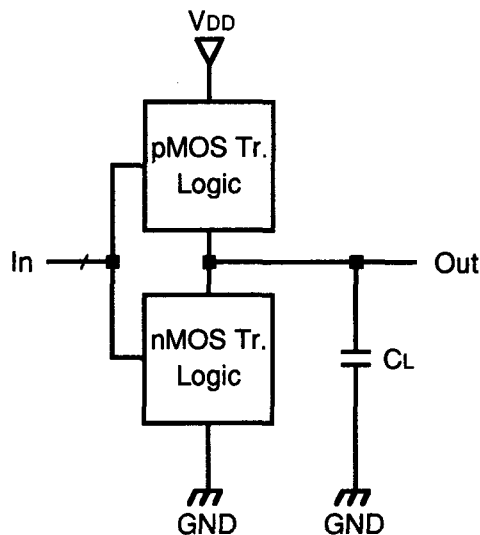 VDD
pMOS Tr.
Logic
In
Out
nMOS Tr.
Logic
CL
GND
GND